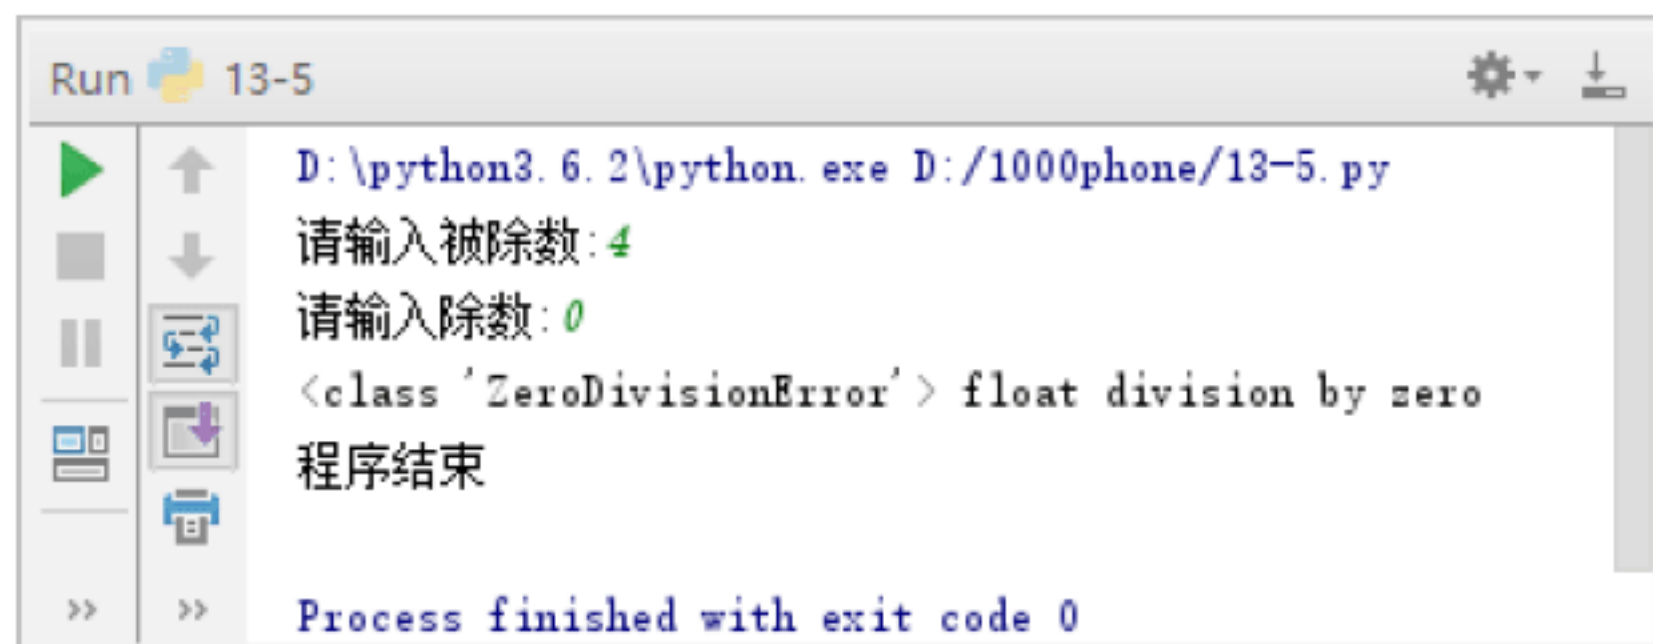 Run 13-5
D:\python3.6.2\python.exe D:/1000phone/13-5.py
请输入被除数:4
请输入除数:0
<class 'ZeroDivisionError'> float division by zero
程序结束
Process finished with exit code 0